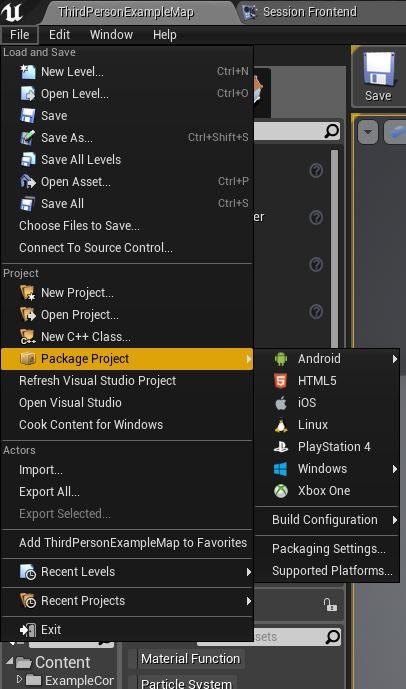 ThirdPersonExampleMap
Session Frontend
File Edit Window Help
Load and Save
New Level... Ctrl+N
Open Level... Ctrl+O
Save
Save As... Ctrl+Shift+S
Save All Levels
Open Asset... Ctrl+P
Save All Ctrl+S
Choose Files to Save...
Connect To Source Control...
Project
New Project...
Open Project...
New C++ Class...
Package Project
Refresh Visual Studio Project
Open Visual Studio
Cook Content for Windows
Actors
Import...
Export All...
Export Selected...
Add ThirdPersonExampleMap to Favorites
Recent Levels
Recent Projects
Exit
Save
er
Android
HTML5
iOS
Linux
PlayStation 4
Windows
Xbox One
Build Configuration
Packaging Settings...
Supported Platforms...
ssets
Content
ExampleCor
Material Function
Particle System